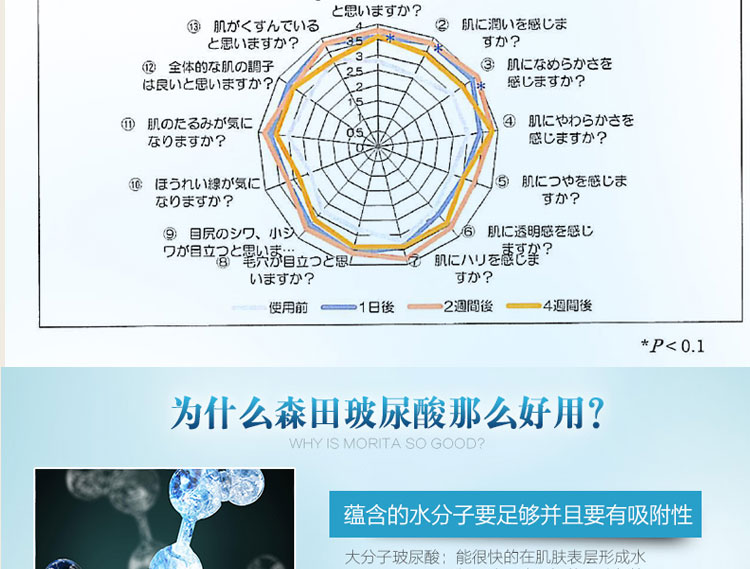 と思いますか?
⑬ 肌がくすんでいる
と思いますか?
② 肌に潤いを感じま
すか?
⑫ 全体的な肌の調子
は良いと思いますか?
③ 肌になめらかさを
感じますか?
⑪ 肌のたるみが気に
なりますか?
④ 肌にやわらかさを
感じますか?
⑩ ほうれい線が気に
なりますか?
⑤ 肌につやを感じま
すか?
⑨ 目尻のシワ、小ジ
ワが目立つと思いま…
⑥ 肌に透明感を感じ
ますか?
⑧ 毛穴が目立つと思
いますか?
⑦ 肌にハリを感じま
すか?
4
3.5
3
2.5
2
1.5
1
0.5
0
*
*
*
使用前 1日後 2週間後 4週間後
*P<0.1
为什么森田玻尿酸那么好用?
WHY IS MORITA SO GOOD?
蕴含的水分子要足够并且要有吸附性
大分子玻尿酸:能很快的在肌肤表层形成水